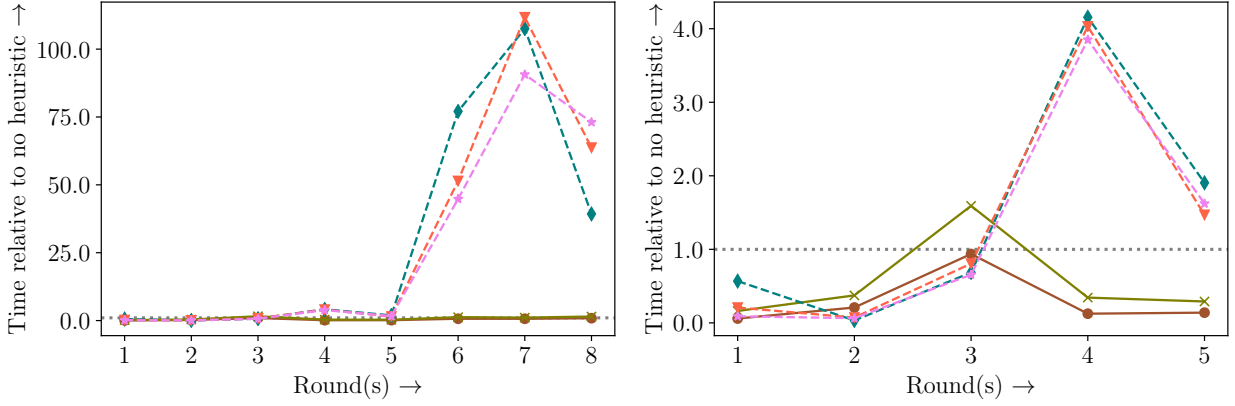 Time relative to no heuristic →
100.0
75.0
50.0
25.0
0.0
1 2 3 4 5 6 7 8
Round(s) →
Time relative to no heuristic →
4.0
3.0
2.0
1.0
0.0
1 2 3 4 5
Round(s) →